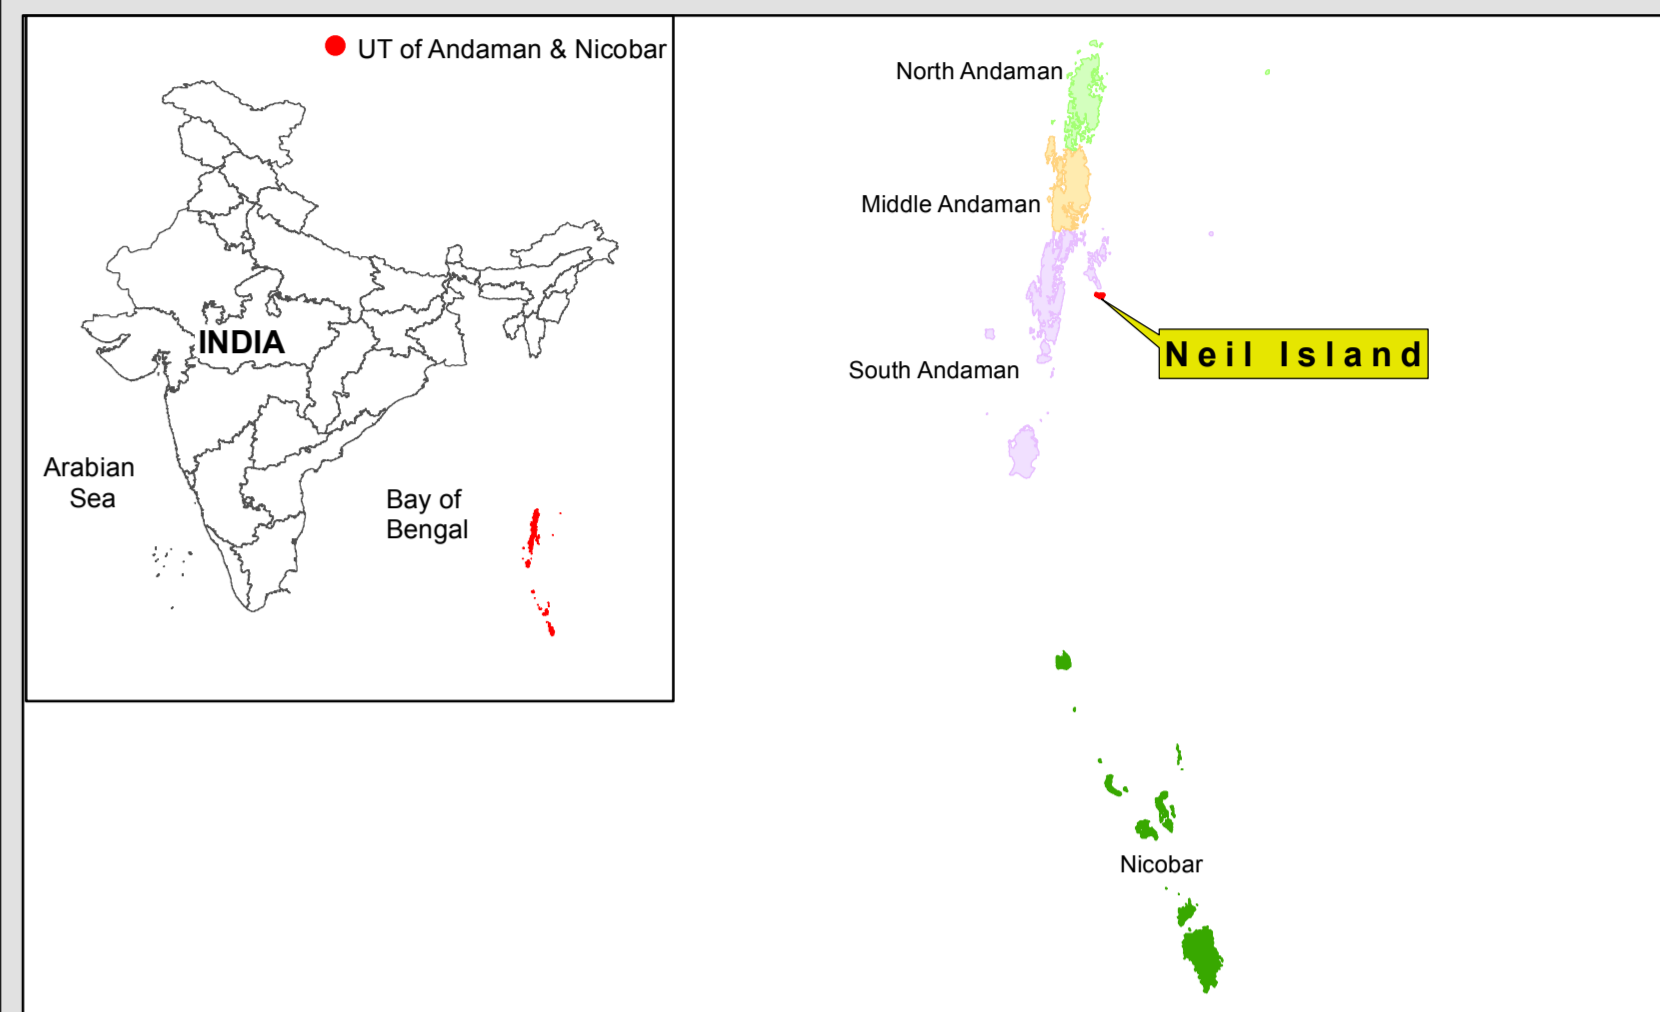 UT of Andaman & Nicobar
INDIA
Arabian
Sea
Bay of
Bengal
North Andaman
Middle Andaman
Neil Island
South Andaman
Nicobar